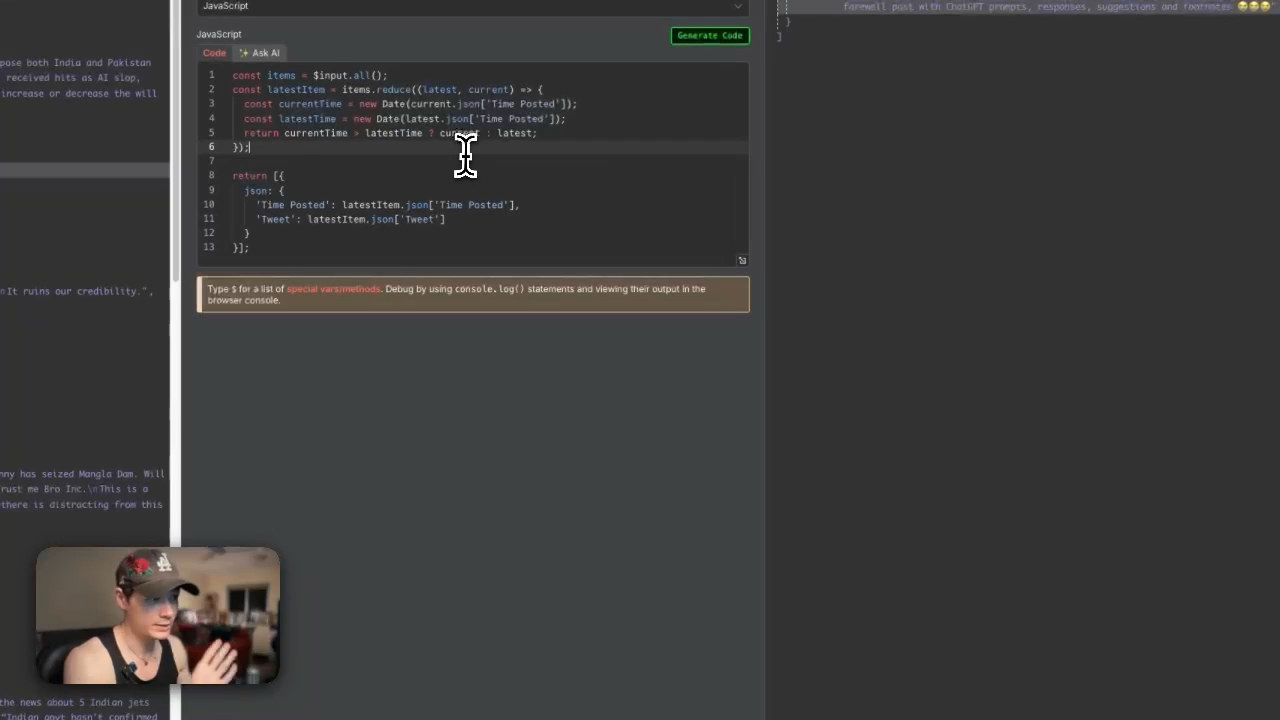 JavaScript
farewell post with ChatGPT prompts, responses, suggestions and footnotes 😂😂😂"
}
]
JavaScript
Generate Code
Code
✨ Ask AI
pose both India and Pakistan
received hits as AI slop,
increase or decrease the will
1 const items = $input.all();
2 const latestItem = items.reduce((latest, current) => {
3 const currentTime = new Date(current.json['Time Posted']);
4 const latestTime = new Date(latest.json['Time Posted']);
5 return currentTime > latestTime ? current : latest;
6 });
7
8 return [{
9 json: {
10 'Time Posted': latestItem.json['Time Posted'],
11 'Tweet': latestItem.json['Tweet']
12 }
13 }];
Type $ for a list of special vars/methods. Debug by using console.log() statements and viewing their output in the
browser console.
\nIt ruins our credibility.",
nny has seized Mangla Dam. Will
rust me Bro Inc.\nThis is a
there is distracting from this
LA
the news about 5 Indian jets
"Indian govt hasn't confirmed